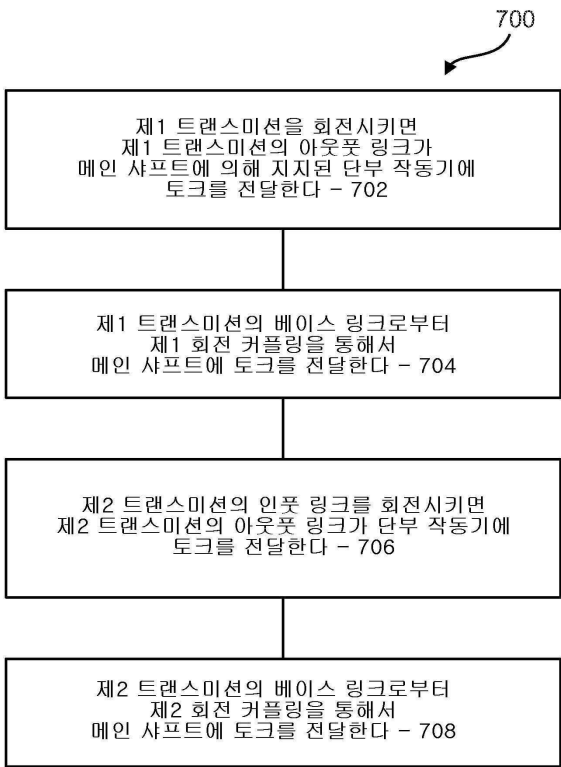 700
제1 트랜스미션을 회전시키면
제1 트랜스미션의 아웃풋 링크가
메인 샤프트에 의해 지지된 단부 작동기에
토크를 전달한다 – 702
제1 트랜스미션의 베이스 링크로부터
제1 회전 커플링을 통해서
메인 샤프트에 토크를 전달한다 – 704
제2 트랜스미션의 인풋 링크를 회전시키면
제2 트랜스미션의 아웃풋 링크가 단부 작동기에
토크를 전달한다 – 706
제2 트랜스미션의 베이스 링크로부터
제2 회전 커플링을 통해서
메인 샤프트에 토크를 전달한다 – 708